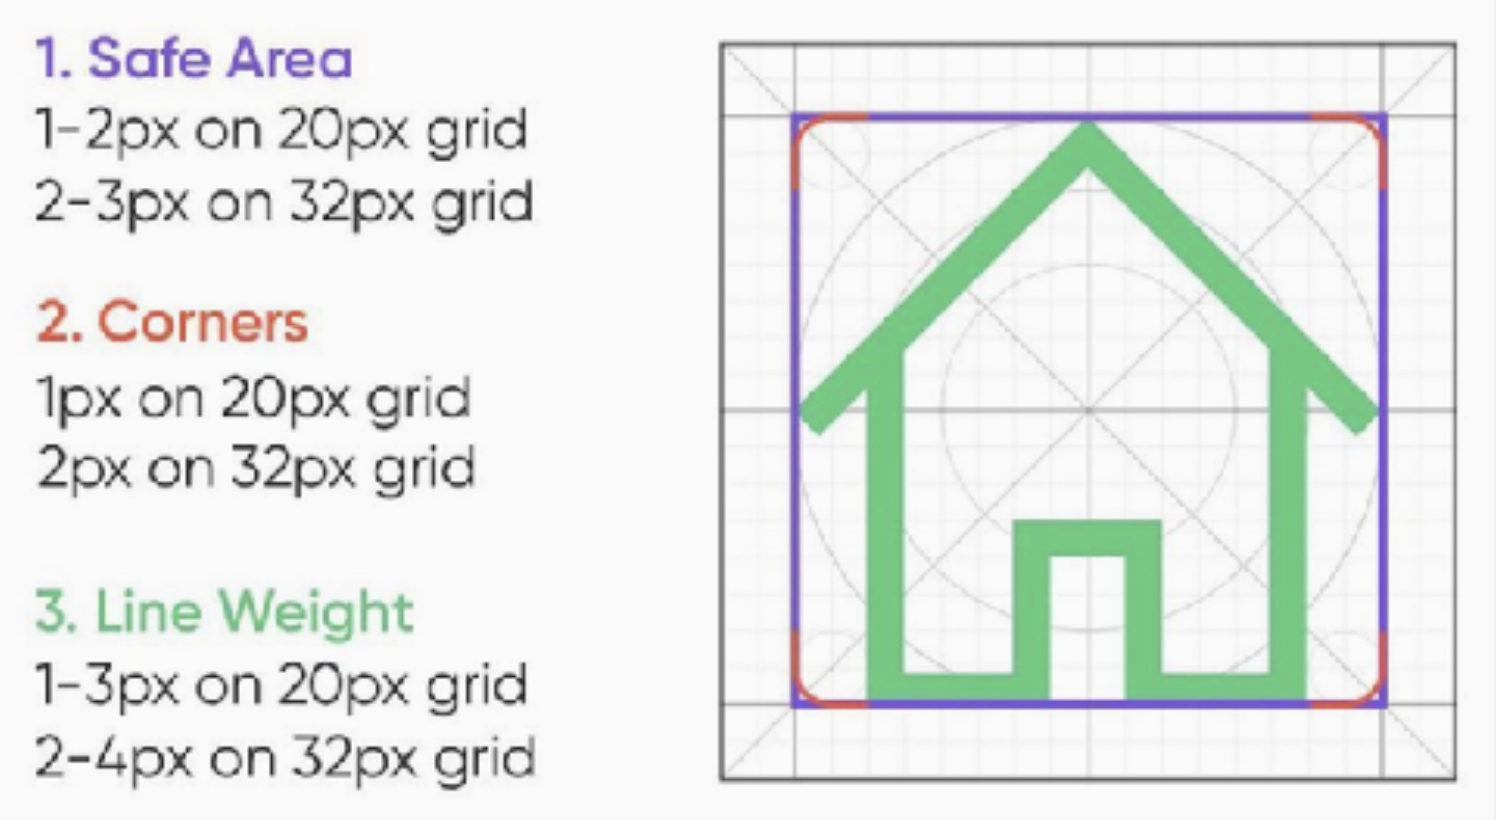 1. Safe Area
1-2px on 20px grid
2-3px on 32px grid
2. Corners
1px on 20px grid
2px on 32px grid
3. Line Weight
1-3px on 20px grid
2-4px on 32px grid